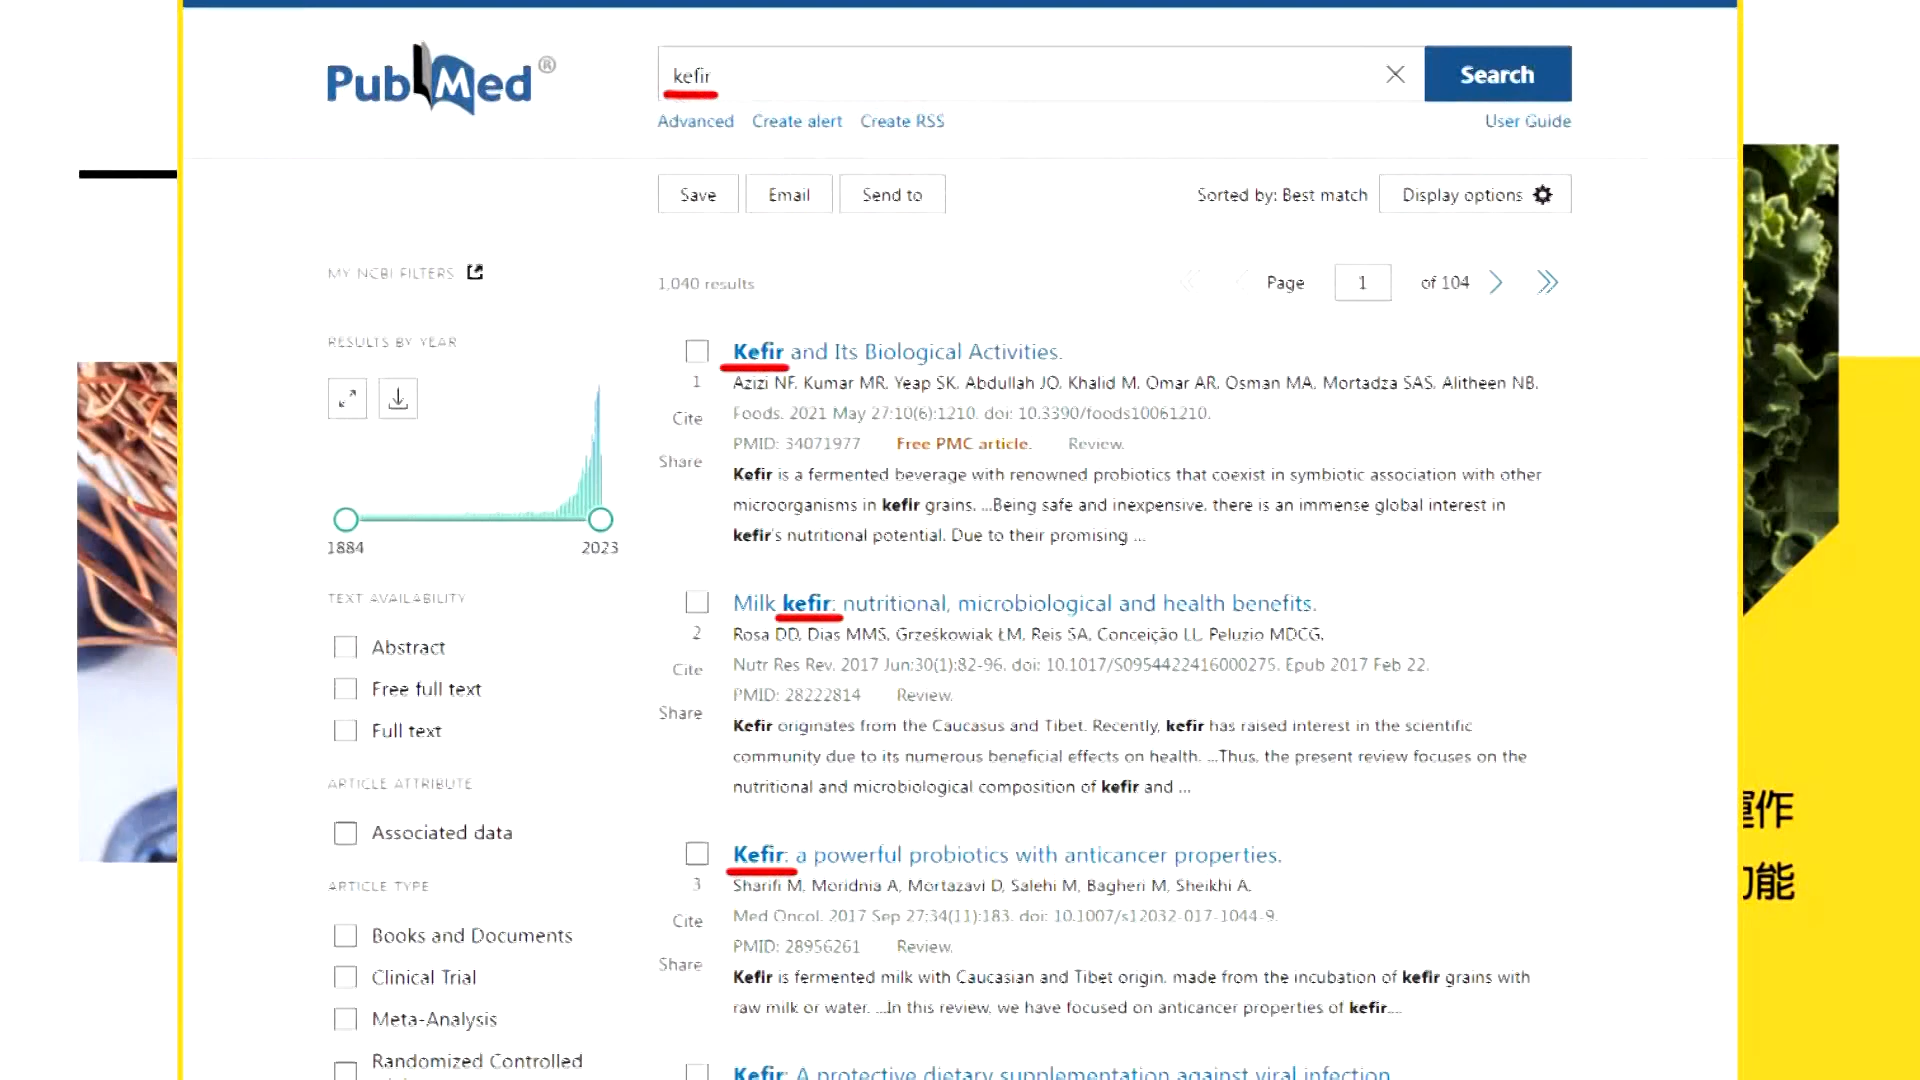 PubMed®
kefir
Search
Advanced Create alert Create RSS
User Guide
Save Email Send to
Sorted by: Best match Display options
MY NCBI FILTERS
1,040 results
Page 1 of 104
RESULTS BY YEAR
1884 2023
TEXT AVAILABILITY
Abstract
Free full text
Full text
ARTICLE ATTRIBUTE
Associated data
ARTICLE TYPE
Books and Documents
Clinical Trial
Meta-Analysis
Randomized Controlled
Kefir and Its Biological Activities.
1 Azizi NF, Kumar MR, Yeap SK, Abdullah JO, Khalid M, Omar AR, Osman MA, Mortadza SAS, Alitheen NB.
Cite Foods. 2021 May 27;10(6):1210. doi: 10.3390/foods10061210.
PMID: 34071977 Free PMC article. Review.
Share
Kefir is a fermented beverage with renowned probiotics that coexist in symbiotic association with other
microorganisms in kefir grains. ...Being safe and inexpensive, there is an immense global interest in
kefir's nutritional potential. Due to their promising ...
Milk kefir: nutritional, microbiological and health benefits.
2 Rosa DD, Dias MMS, Grześkowiak ŁM, Reis SA, Conceição LL, Peluzio MDCG.
Cite Nutr Res Rev. 2017 Jun;30(1):82-96. doi: 10.1017/S0954422416000275. Epub 2017 Feb 22.
PMID: 28222814 Review.
Share
Kefir originates from the Caucasus and Tibet. Recently, kefir has raised interest in the scientific
community due to its numerous beneficial effects on health. ...Thus, the present review focuses on the
nutritional and microbiological composition of kefir and ...
Kefir: a powerful probiotics with anticancer properties.
3 Sharifi M, Moridnia A, Mortazavi D, Salehi M, Bagheri M, Sheikhi A.
Cite Med Oncol. 2017 Sep 27;34(11):183. doi: 10.1007/s12032-017-1044-9.
PMID: 28956261 Review.
Share
Kefir is fermented milk with Caucasian and Tibet origin, made from the incubation of kefir grains with
raw milk or water. ...In this review, we have focused on anticancer properties of kefir....
Kefir: A protective dietary supplementation against viral infection.
運作
功能